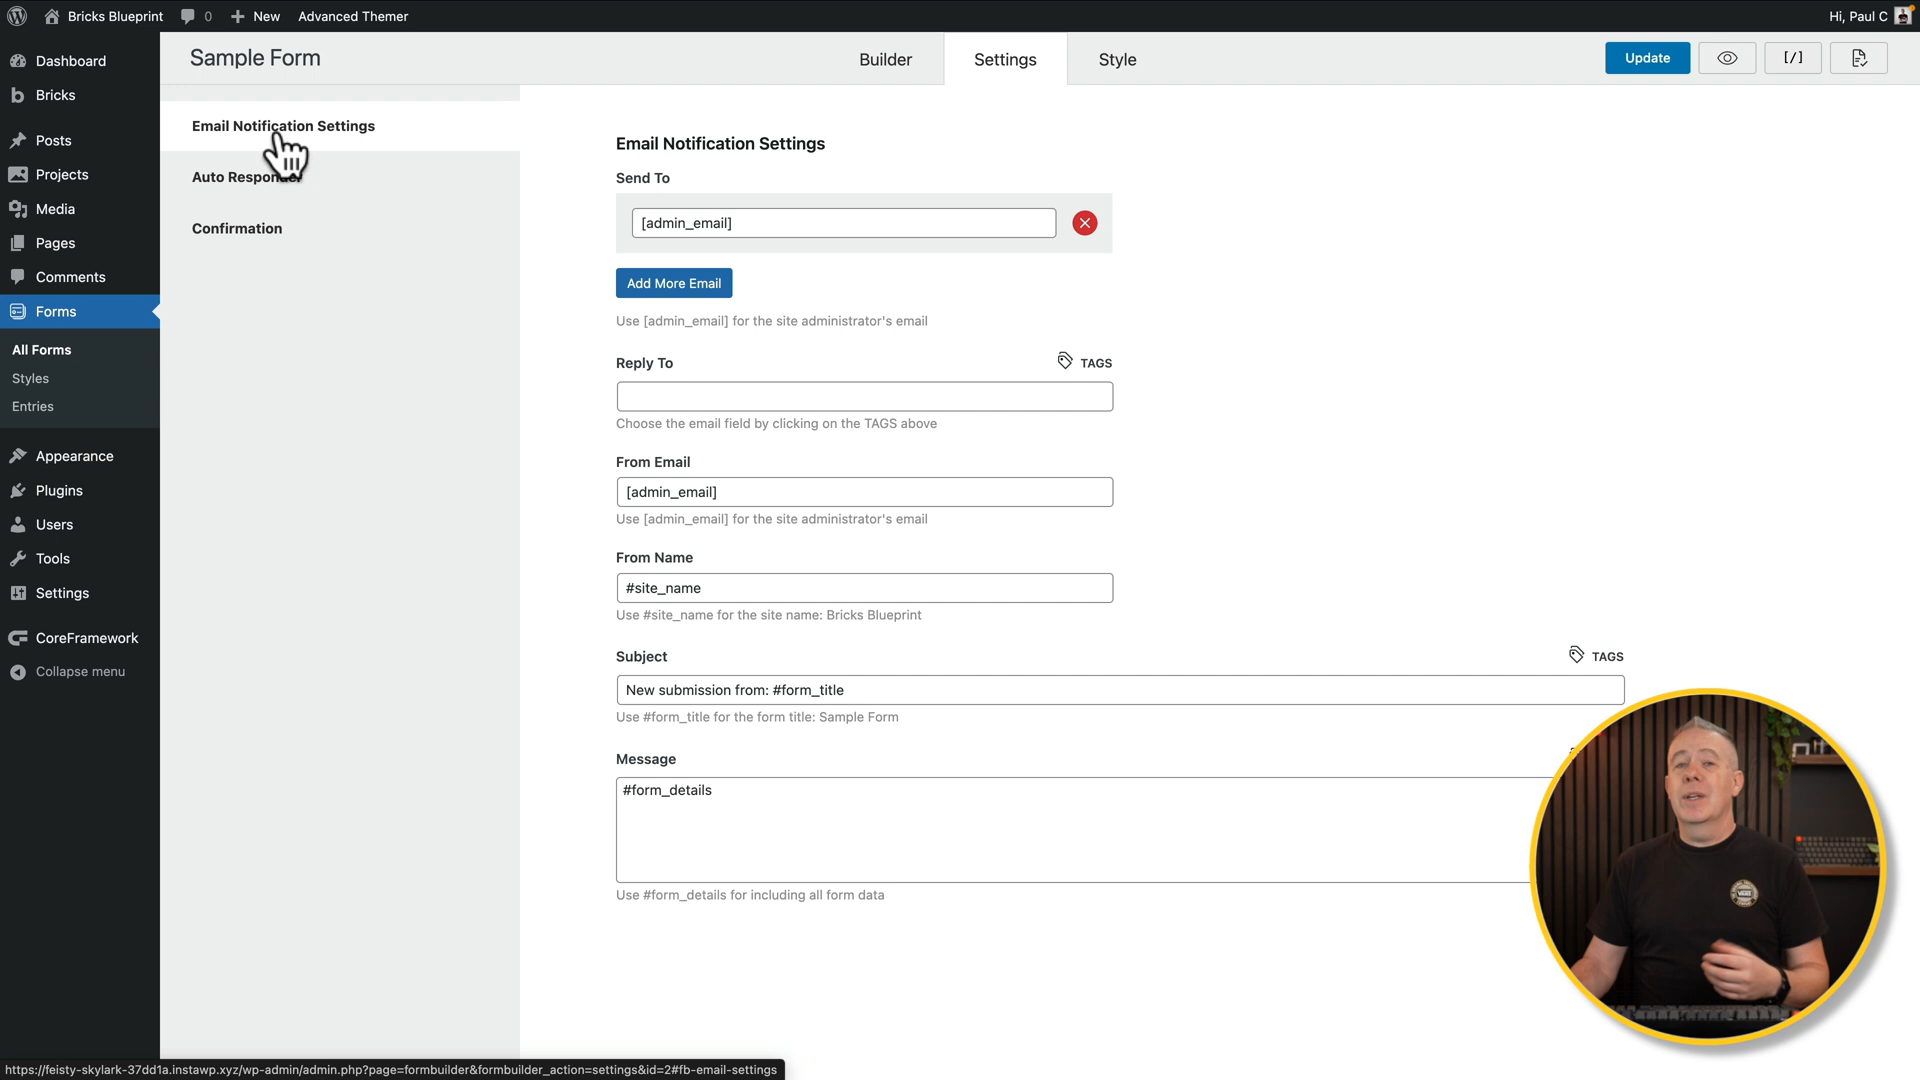 Bricks Blueprint
0
New
Advanced Themer
Hi, Paul C
Dashboard
Bricks
Posts
Projects
Media
Pages
Comments
Forms
All Forms
Styles
Entries
Appearance
Plugins
Users
Tools
Settings
CoreFramework
Collapse menu
Sample Form
Builder
Settings
Style
Update
[/]
Email Notification Settings
Auto Responder
Confirmation
Email Notification Settings
Send To
[admin_email]
Add More Email
Use [admin_email] for the site administrator's email
Reply To
TAGS
Choose the email field by clicking on the TAGS above
From Email
[admin_email]
Use [admin_email] for the site administrator's email
From Name
#site_name
Use #site_name for the site name: Bricks Blueprint
Subject
TAGS
New submission from: #form_title
Use #form_title for the form title: Sample Form
Message
#form_details
Use #form_details for including all form data
https://feisty-skylark-37dd1a.instawp.xyz/wp-admin/admin.php?page=formbuilder&formbuilder_action=settings&id=2#fb-email-settings